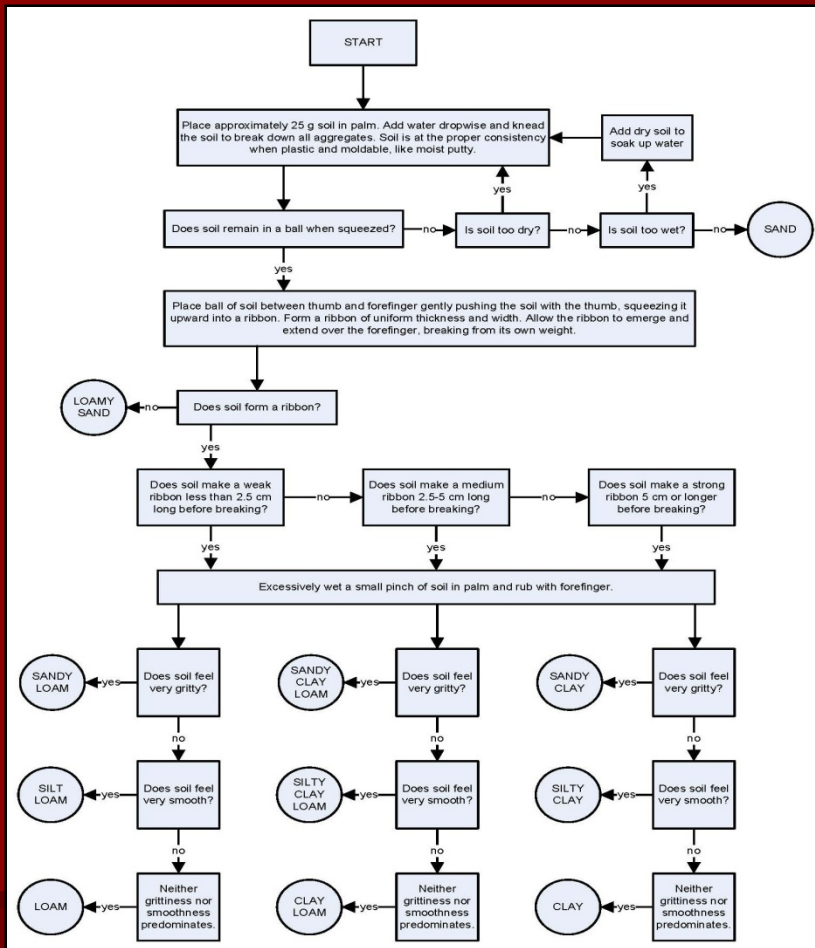 START
Place approximately 25 g soil in palm. Add water dropwise and knead
the soil to break down all aggregates. Soil is at the proper consistency
when plastic and moldable, like moist putty.
Add dry soil to
soak up water
yes
yes
Does soil remain in a ball when squeezed?
no
Is soil too dry?
no
Is soil too wet?
no
SAND
yes
Place ball of soil between thumb and forefinger gently pushing the soil with the thumb, squeezing it
upward into a ribbon. Form a ribbon of uniform thickness and width. Allow the ribbon to emerge and
extend over the forefinger, breaking from its own weight.
LOAMY
SAND
no
Does soil form a ribbon?
yes
Does soil make a weak
ribbon less than 2.5 cm
long before breaking?
no
Does soil make a medium
ribbon 2.5-5 cm long
before breaking?
no
Does soil make a strong
ribbon 5 cm or longer
before breaking?
yes
yes
yes
Excessively wet a small pinch of soil in palm and rub with forefinger.
SANDY
LOAM
yes
Does soil feel
very gritty?
SANDY
CLAY
LOAM
yes
Does soil feel
very gritty?
SANDY
CLAY
yes
Does soil feel
very gritty?
no
no
no
SILT
LOAM
yes
Does soil feel
very smooth?
SILTY
CLAY
LOAM
yes
Does soil feel
very smooth?
SILTY
CLAY
yes
Does soil feel
very smooth?
no
no
no
LOAM
yes
Neither
grittiness nor
smoothness
predominates.
CLAY
LOAM
yes
Neither
grittiness nor
smoothness
predominates.
CLAY
yes
Neither
grittiness nor
smoothness
predominates.